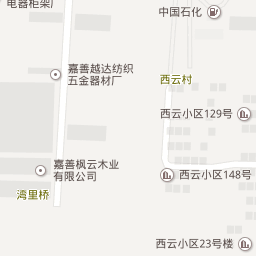 电器柜架厂
中国石化
嘉善越达纺织
五金器材厂
西云村
西云小区129号
嘉善枫云木业
有限公司
西云小区148号
湾里桥
西云小区23号楼